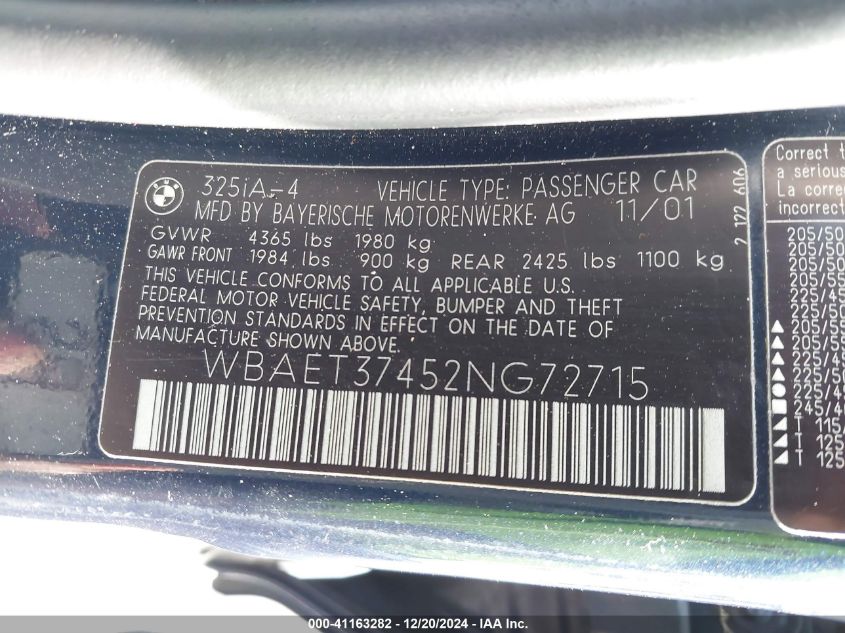 BMW
325iA-4 VEHICLE TYPE: PASSENGER CAR
MFD BY BAYERISCHE MOTORENWERKE AG 11/01
GVWR 4365 lbs 1980 kg
GAWR FRONT 1984 lbs 900 kg REAR 2425 lbs 1100 kg
THIS VEHICLE CONFORMS TO ALL APPLICABLE U.S.
FEDERAL MOTOR VEHICLE SAFETY, BUMPER AND THEFT
PREVENTION STANDARDS IN EFFECT ON THE DATE OF
MANUFACTURE SHOWN ABOVE.
WBAET37452NG72715
2 122 606
Correct t
a serious
La correc
incorrect
205/50
205/50
205/50
205/55
225/45
225/50
205/55
205/50
225/45
225/50
225/45
245/40
T 115/
T 125
T 125
000-41163282 - 12/20/2024 - IAA Inc.